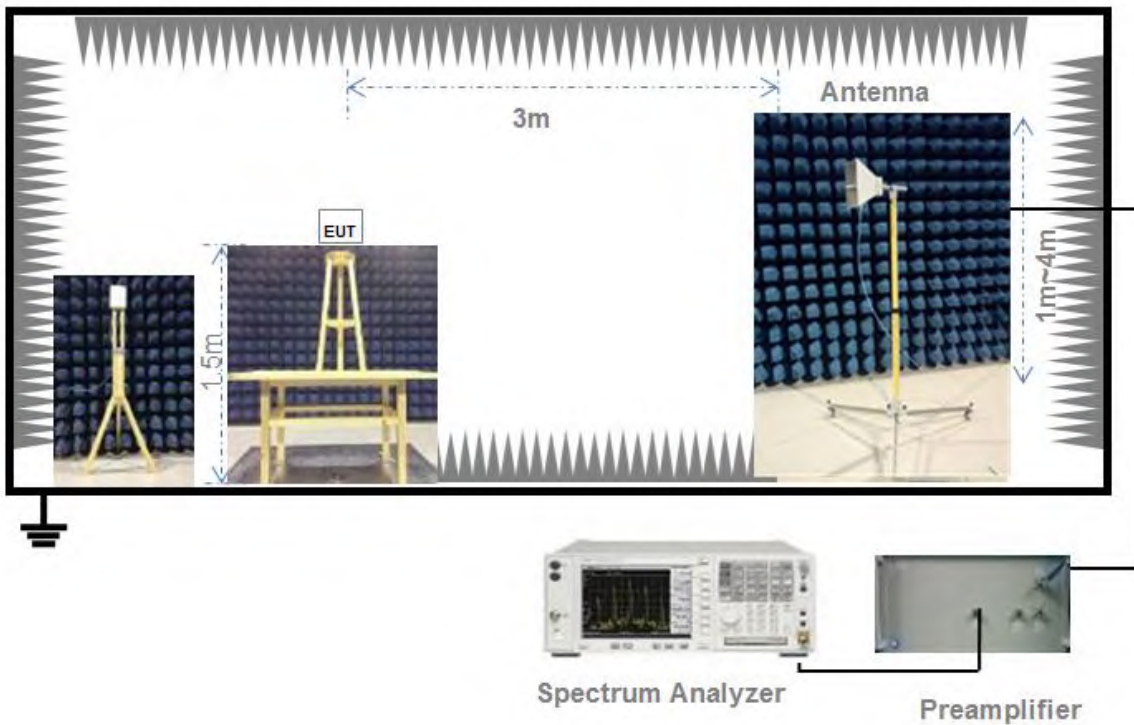 Antenna
3m
EUT
1.5m
1m~4m
Spectrum Analyzer
Preamplifier